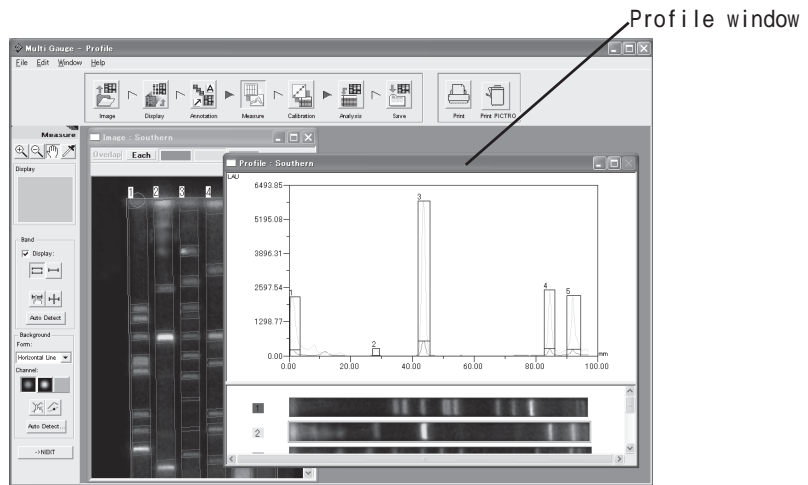 Profile window
Multi Gauge - Profile
File Edit Window Help
Image Display Annotation Measure Calibration Analysis Save Print Print PICTRO
Measure
Image : Southern
Overlap Each
Display
1 2 3 4
Profile : Southern
LAU
6493.85
5195.08
3896.31
2597.54
1298.77
0.00
1 2 3 4 5
0.00 20.00 40.00 60.00 80.00 100.00
mm
Band
Display:
Auto Detect
Background
Form:
Horizontal Line
Channel:
Auto Detect...
->NEXT
1
2